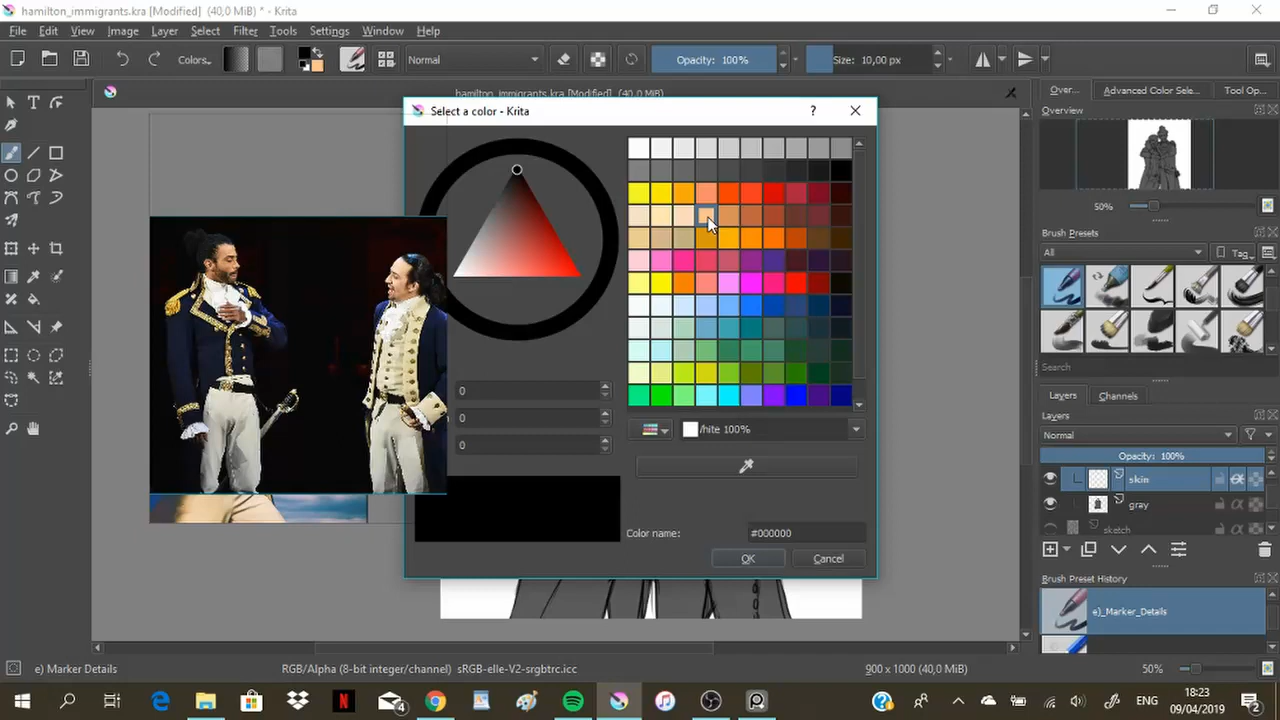 hamilton_immigrants.kra [Modified] (40,0 MiB) * - Krita
File Edit View Image Layer Select Filter Tools Settings Window Help
Colors.. Normal Opacity: 100% Size: 10,00 px
hamilton_immigrants.kra [Modified] (40,0 MiB)
Over... Advanced Color Sele... Tool Op...
Select a color - Krita
?
Overview
50%
Brush Presets
All Tag
Search
0
0
0
/hite 100%
Color name: #000000
OK Cancel
Layers Channels
Layers
Normal
Opacity: 100%
skin
gray
sketch
Brush Preset History
e)_Marker_Details
e) Marker Details RGB/Alpha (8-bit integer/channel) sRGB-elle-V2-srgbtrc.icc 900 x 1000 (40,0 MiB) 50%
4
ENG
18:23
09/04/2019
2